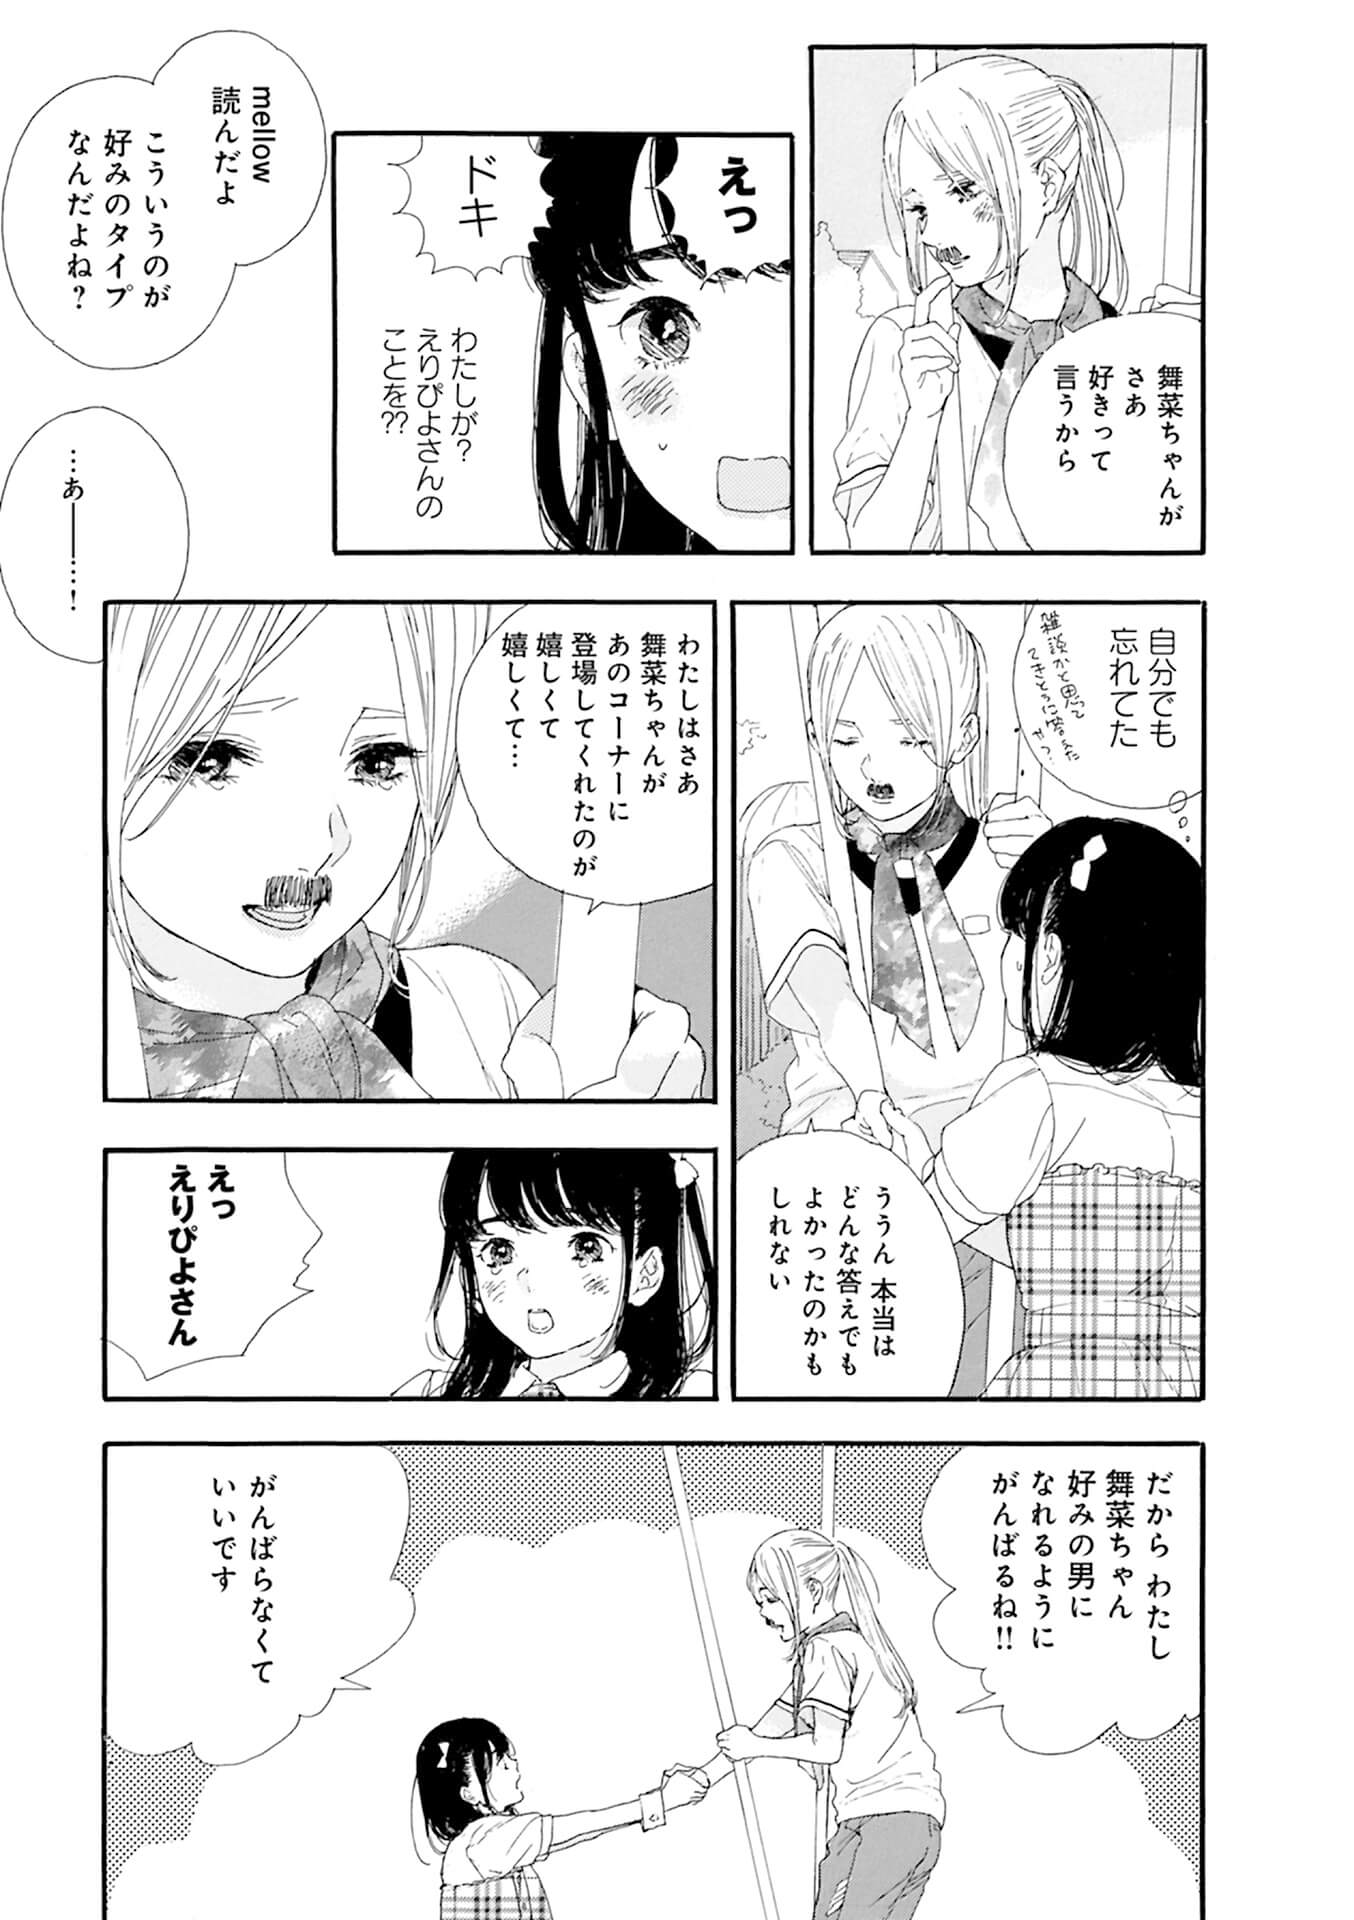 舞菜ちゃんが
さあ
好きって
言うから
えっ
ドキ
わたしが？
えりぴよさんの
ことを??
mellow
読んだよ
こういうのが
好みのタイプ
なんだよね？
…あ――…！
自分でも
忘れてた
雑談かと思って
てきとうに答えた
やつ…
ううん 本当は
どんな答えでも
よかったのかも
しれない
わたしはさあ
舞菜ちゃんが
あのコーナーに
登場してくれたのが
嬉しくて
嬉しくて…
えっ
えりぴよさん
だから わたし
舞菜ちゃん
好みの男に
なれるように
がんばるね!!
がんばらなくて
いいです